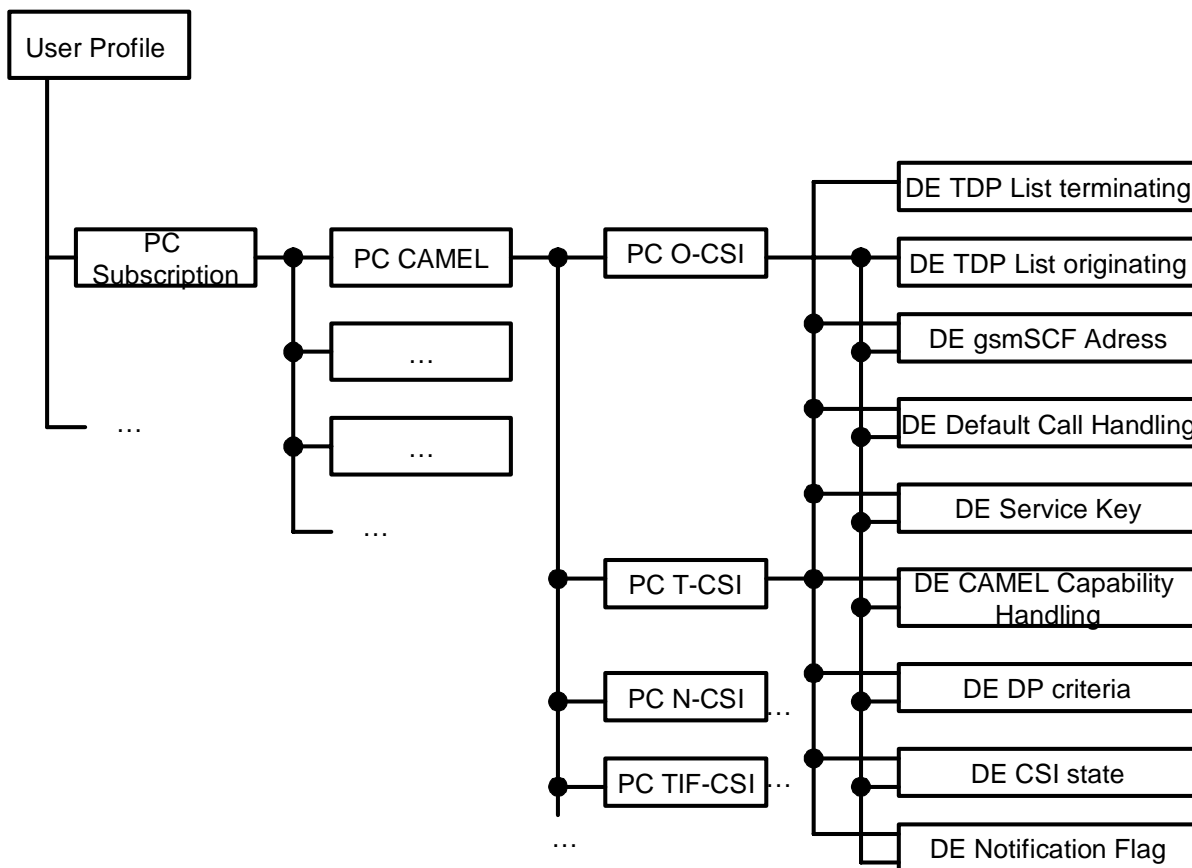 User Profile
PC
Subscription
…
PC CAMEL
…
…
…
PC O-CSI
PC T-CSI
PC N-CSI
…
PC TIF-CSI
…
…
DE TDP List terminating
DE TDP List originating
DE gsmSCF Adress
DE Default Call Handling
DE Service Key
DE CAMEL Capability
Handling
DE DP criteria
DE CSI state
DE Notification Flag